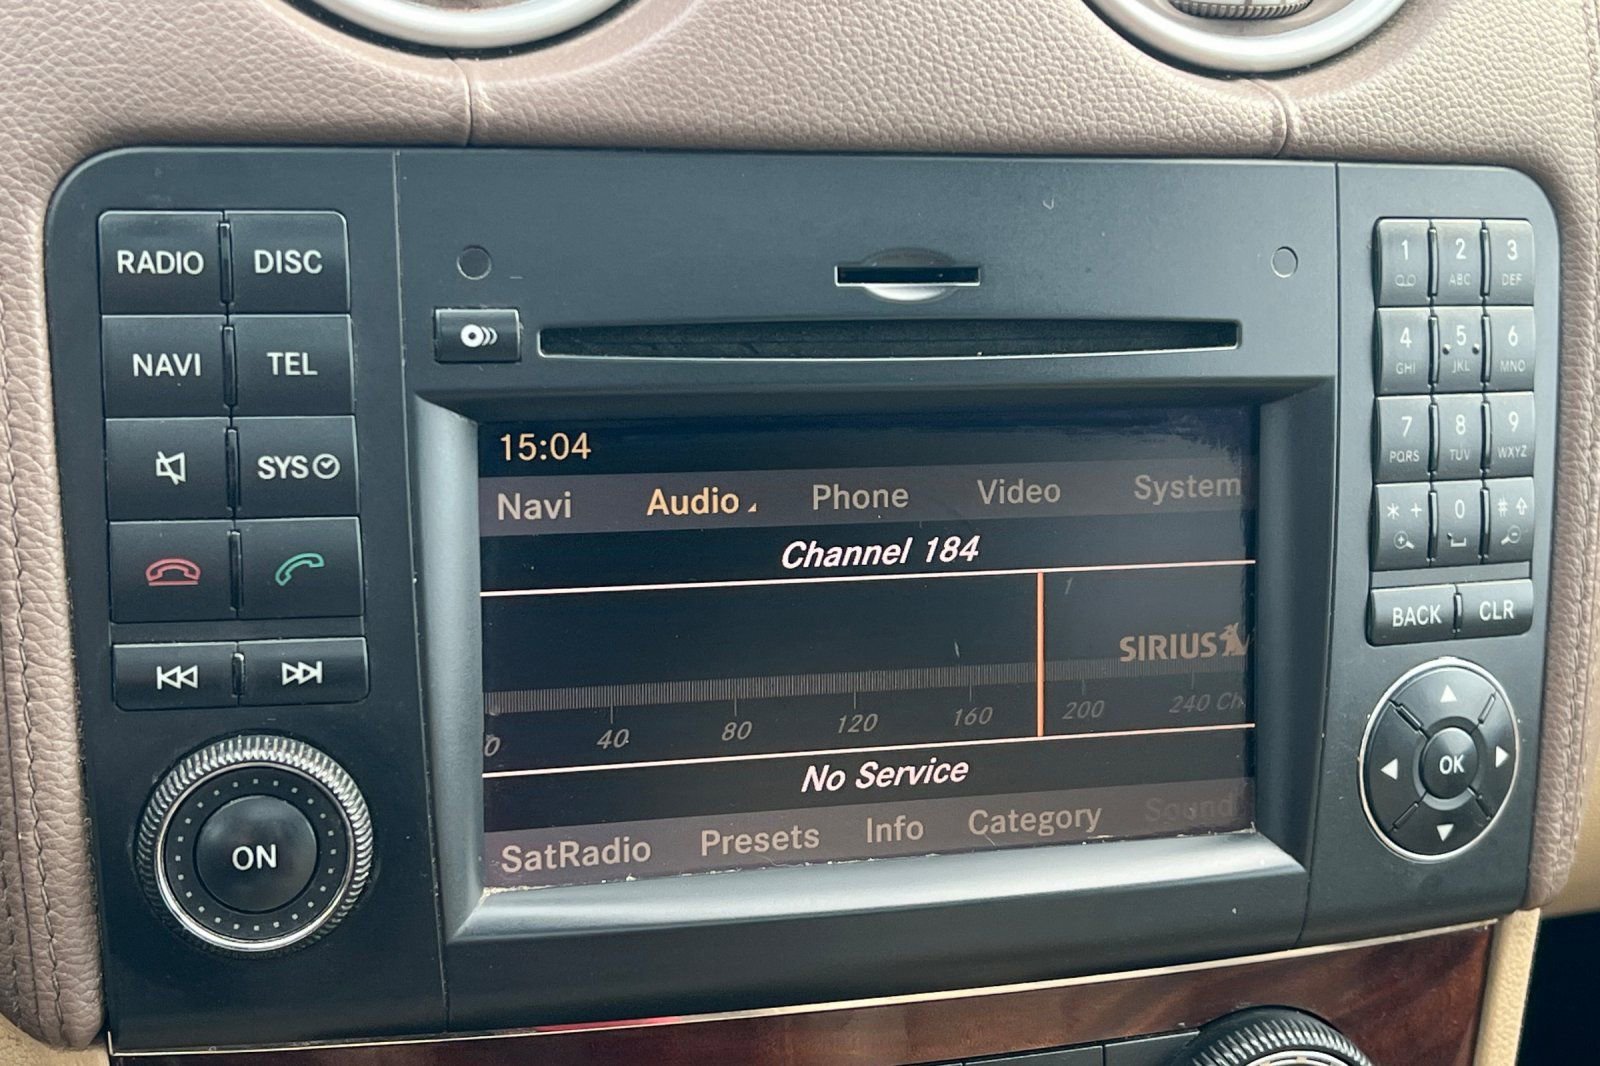 RADIO DISC
NAVI TEL
SYS
ON
15:04
Navi Audio Phone Video System
Channel 184
SIRIUS
0 40 80 120 160 200 240 Ch
No Service
SatRadio Presets Info Category Sound
1 2 ABC 3 DEF
4 GHI 5 JKL 6 MNO
7 PQRS 8 TUV 9 WXYZ
* + 0 #
BACK CLR
OK